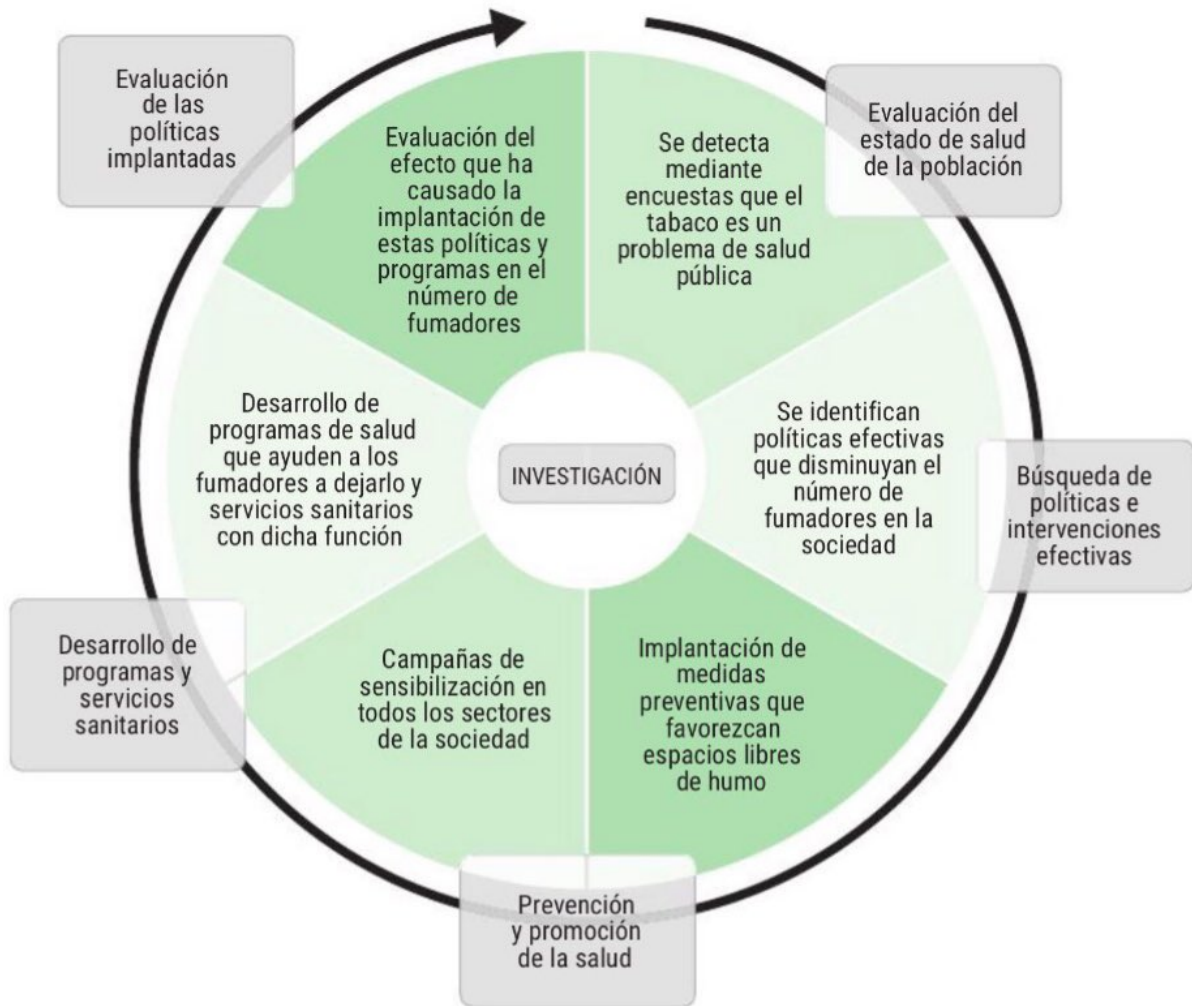 Evaluación del
estado de salud
de la población
Se detecta
mediante
encuestas que el
tabaco es un
problema de salud
pública
Búsqueda de
políticas e
intervenciones
efectivas
Se identifican
políticas efectivas
que disminuyan el
número de
fumadores en la
sociedad
Prevención
y promoción
de la salud
Implantación de
medidas
preventivas que
favorezcan
espacios libres
de humo
Campañas de
sensibilización en
todos los sectores
de la sociedad
Desarrollo de
programas y
servicios
sanitarios
Desarrollo de
programas de salud
que ayuden a los
fumadores a dejarlo y
servicios sanitarios
con dicha función
Evaluación
de las
políticas
implantadas
Evaluación del
efecto que ha
causado la
implantación de
estas políticas y
programas en el
número de
fumadores
INVESTIGACIÓN